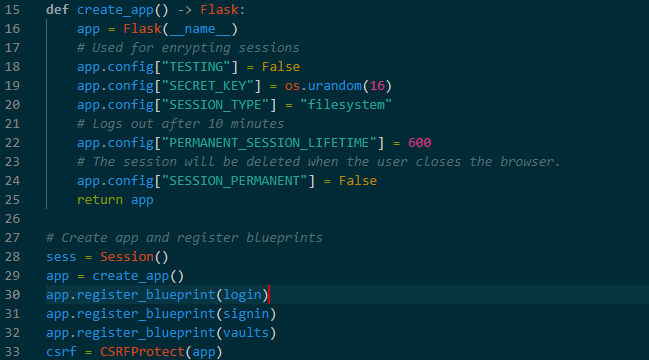 15 def create_app() -> Flask:
16     app = Flask(__name__)
17     # Used for enrypting sessions
18     app.config["TESTING"] = False
19     app.config["SECRET_KEY"] = os.urandom(16)
20     app.config["SESSION_TYPE"] = "filesystem"
21     # Logs out after 10 minutes
22     app.config["PERMANENT_SESSION_LIFETIME"] = 600
23     # The session will be deleted when the user closes the browser.
24     app.config["SESSION_PERMANENT"] = False
25     return app
26
27 # Create app and register blueprints
28 sess = Session()
29 app = create_app()
30 app.register_blueprint(login)
31 app.register_blueprint(signin)
32 app.register_blueprint(vaults)
33 csrf = CSRFProtect(app)